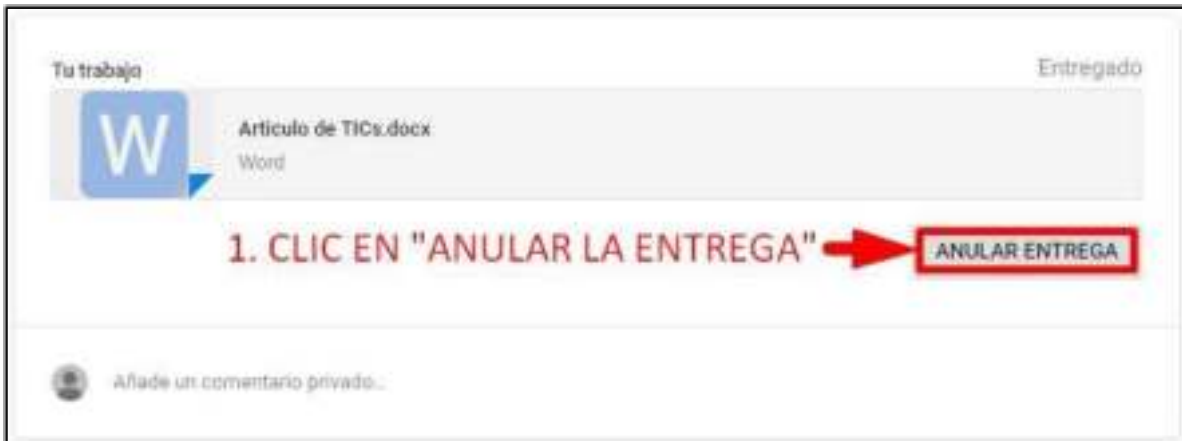 Tu trabajo
Entregado
W
Articulo de TICs.docx
Word
1. CLIC EN "ANULAR LA ENTREGA"
ANULAR ENTREGA
Añade un comentario privado...